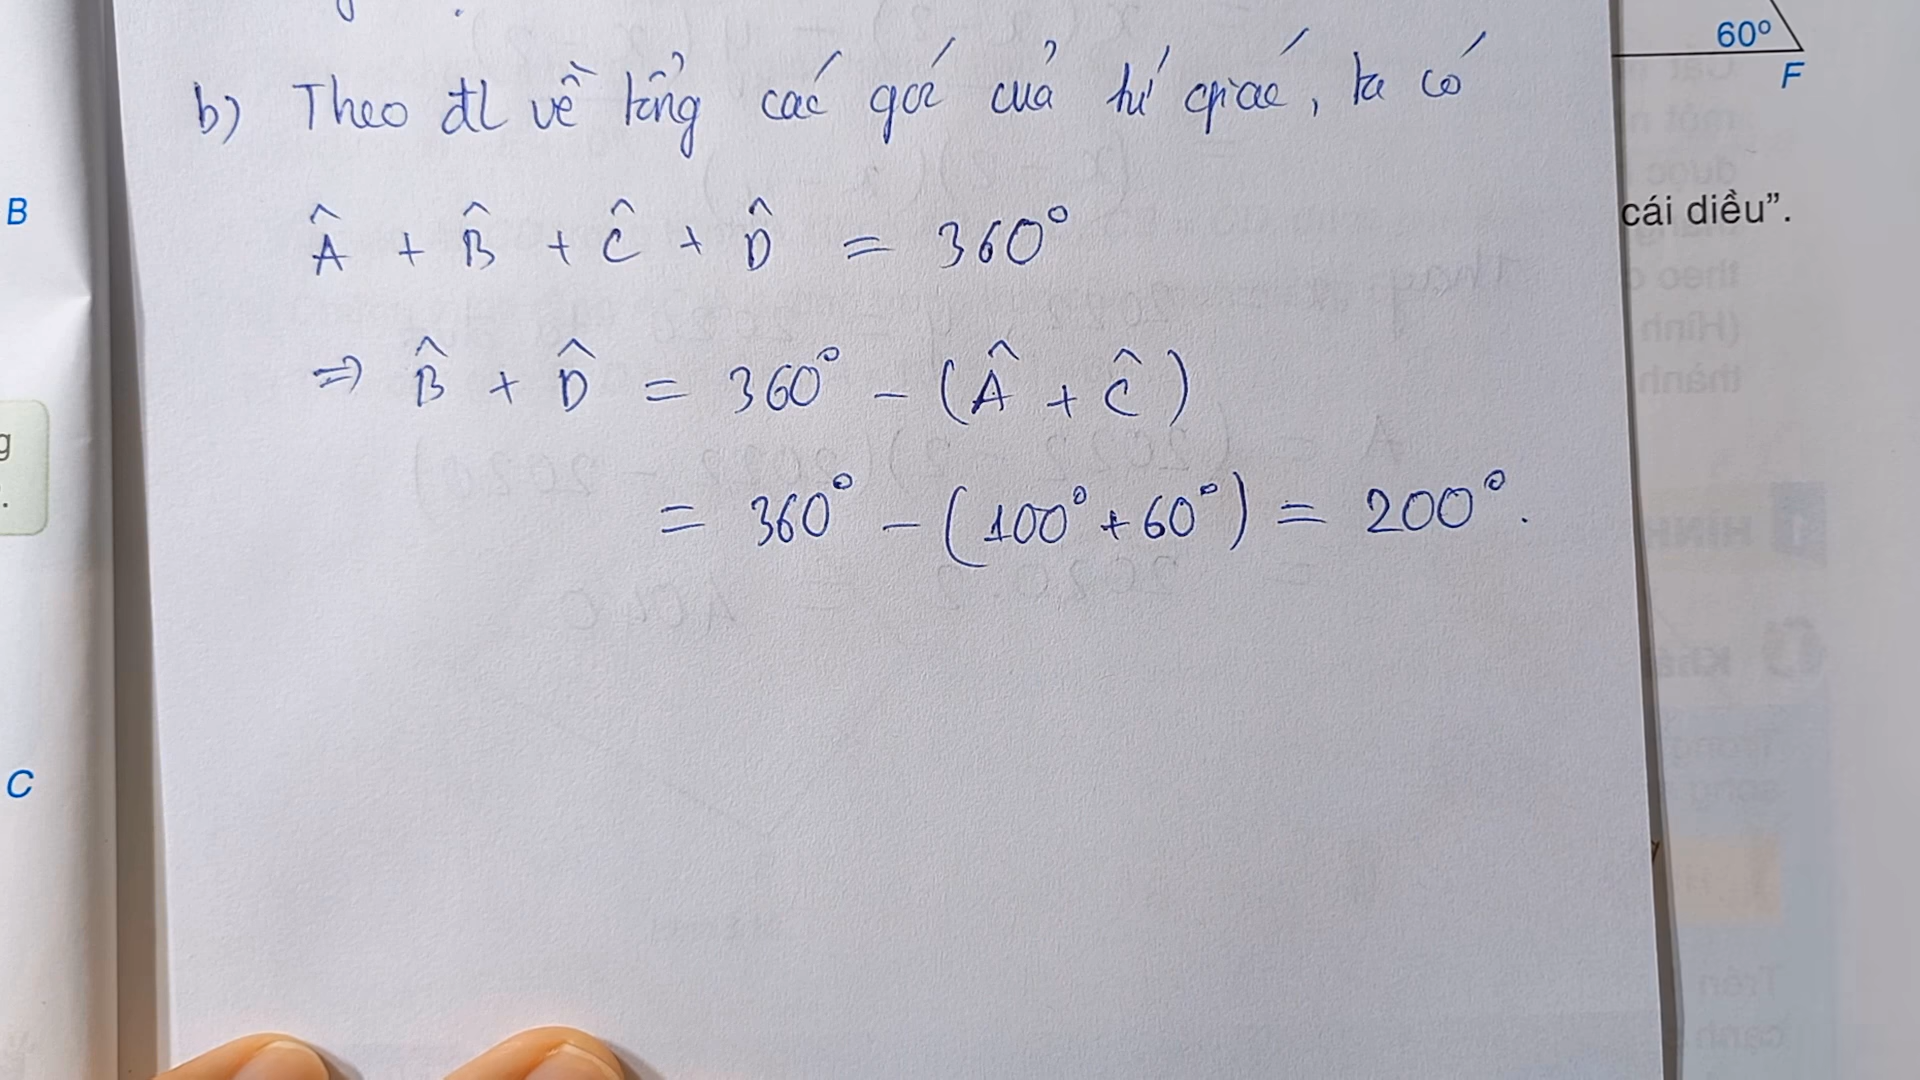 60°
F
b) Theo đl về tổng các góc của tứ giác, ta có
B
cái diều”.
Â + B̂ + Ĉ + D̂ = 360°
⇒ B̂ + D̂ = 360° − (Â + Ĉ)
g
.
= 360° − (100° + 60°) = 200°.
C